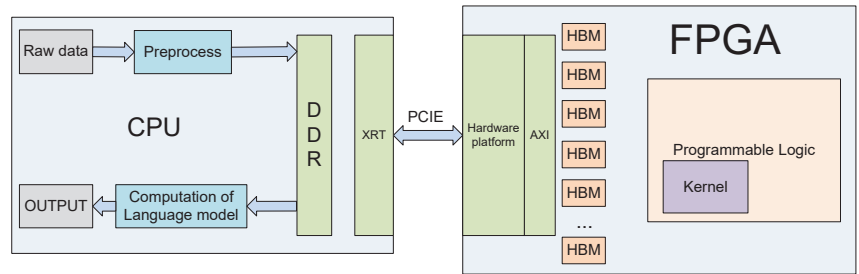 Raw data
Preprocess
CPU
OUTPUT
Computation of
Language model
D
D
R
XRT
PCIE
Hardware
platform
AXI
HBM
HBM
HBM
HBM
HBM
...
HBM
FPGA
Programmable Logic
Kernel